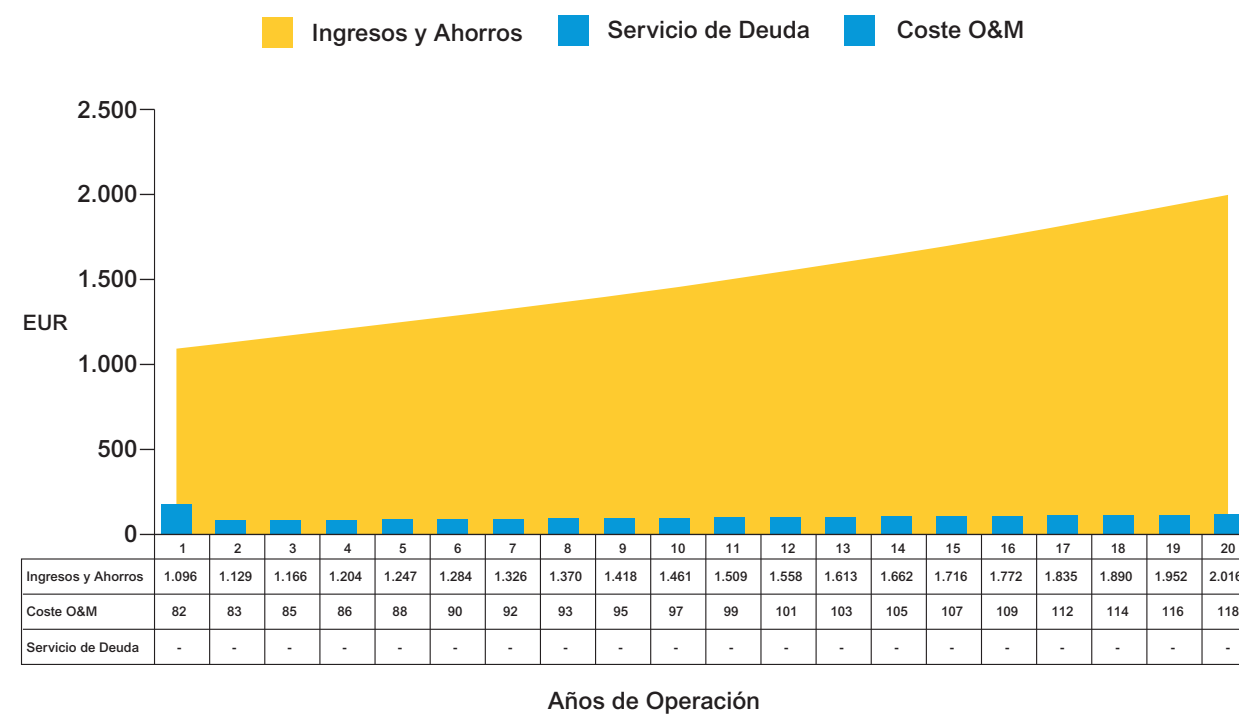 Ingresos y Ahorros Servicio de Deuda Coste O&M
2.500
2.000
1.500
EUR
1.000
500
0
1 2 3 4 5 6 7 8 9 10 11 12 13 14 15 16 17 18 19 20
Ingresos y Ahorros 1.096 1.129 1.166 1.204 1.247 1.284 1.326 1.370 1.418 1.461 1.509 1.558 1.613 1.662 1.716 1.772 1.835 1.890 1.952 2.016
Coste O&M 82 83 85 86 88 90 92 93 95 97 99 101 103 105 107 109 112 114 116 118
Servicio de Deuda - - - - - - - - - - - - - - - - - - - -
Años de Operación